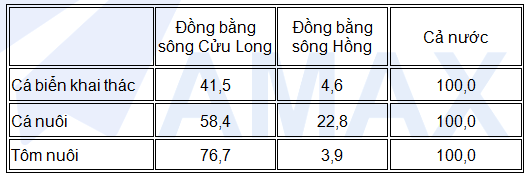 Đồng bằng sông Cửu Long
Đồng bằng sông Hồng
Cả nước
Cá biển khai thác 41,5 4,6 100,0
Cá nuôi 58,4 22,8 100,0
Tôm nuôi 76,7 3,9 100,0
AMAX